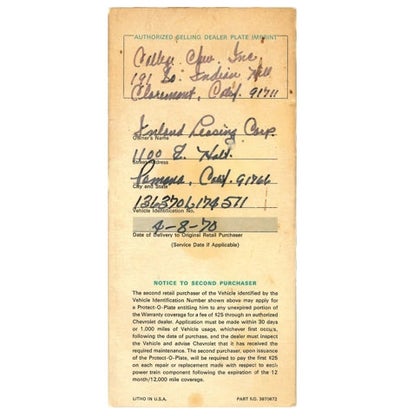 AUTHORIZED SELLING DEALER PLATE IMPRINT
College Chev. Inc
191 So. Indian Hill
Claremont, Calif. 91711
Inland Leasing Corp.
Owner's Name
1100 E. Holt.
Street Address
Pomona, Calif 91766
City and State
136370L174571
Vehicle Identification No.
4-8-70
Date of Delivery to Original Retail Purchaser
(Service Date if Applicable)
NOTICE TO SECOND PURCHASER
The second retail purchaser of the Vehicle identified by the
Vehicle Identification Number shown above may apply for
a Protect-O-Plate entitling him to any unexpired portion of
the Warranty coverage for a fee of $25 through an authorized
Chevrolet dealer. Application must be made within 30 days
or 1,000 miles of Vehicle usage, whichever first occurs,
following the date of purchase, and the dealer must inspect
the Vehicle and advise Chevrolet that it has received the
required maintenance. The second purchaser, upon issuance
of the Protect-O-Plate, will be required to pay the first $25
on each repair or replacement made with respect to each
power train component following the expiration of the 12
month/12,000 mile coverage.
LITHO IN U.S.A.
PART NO. 3970872